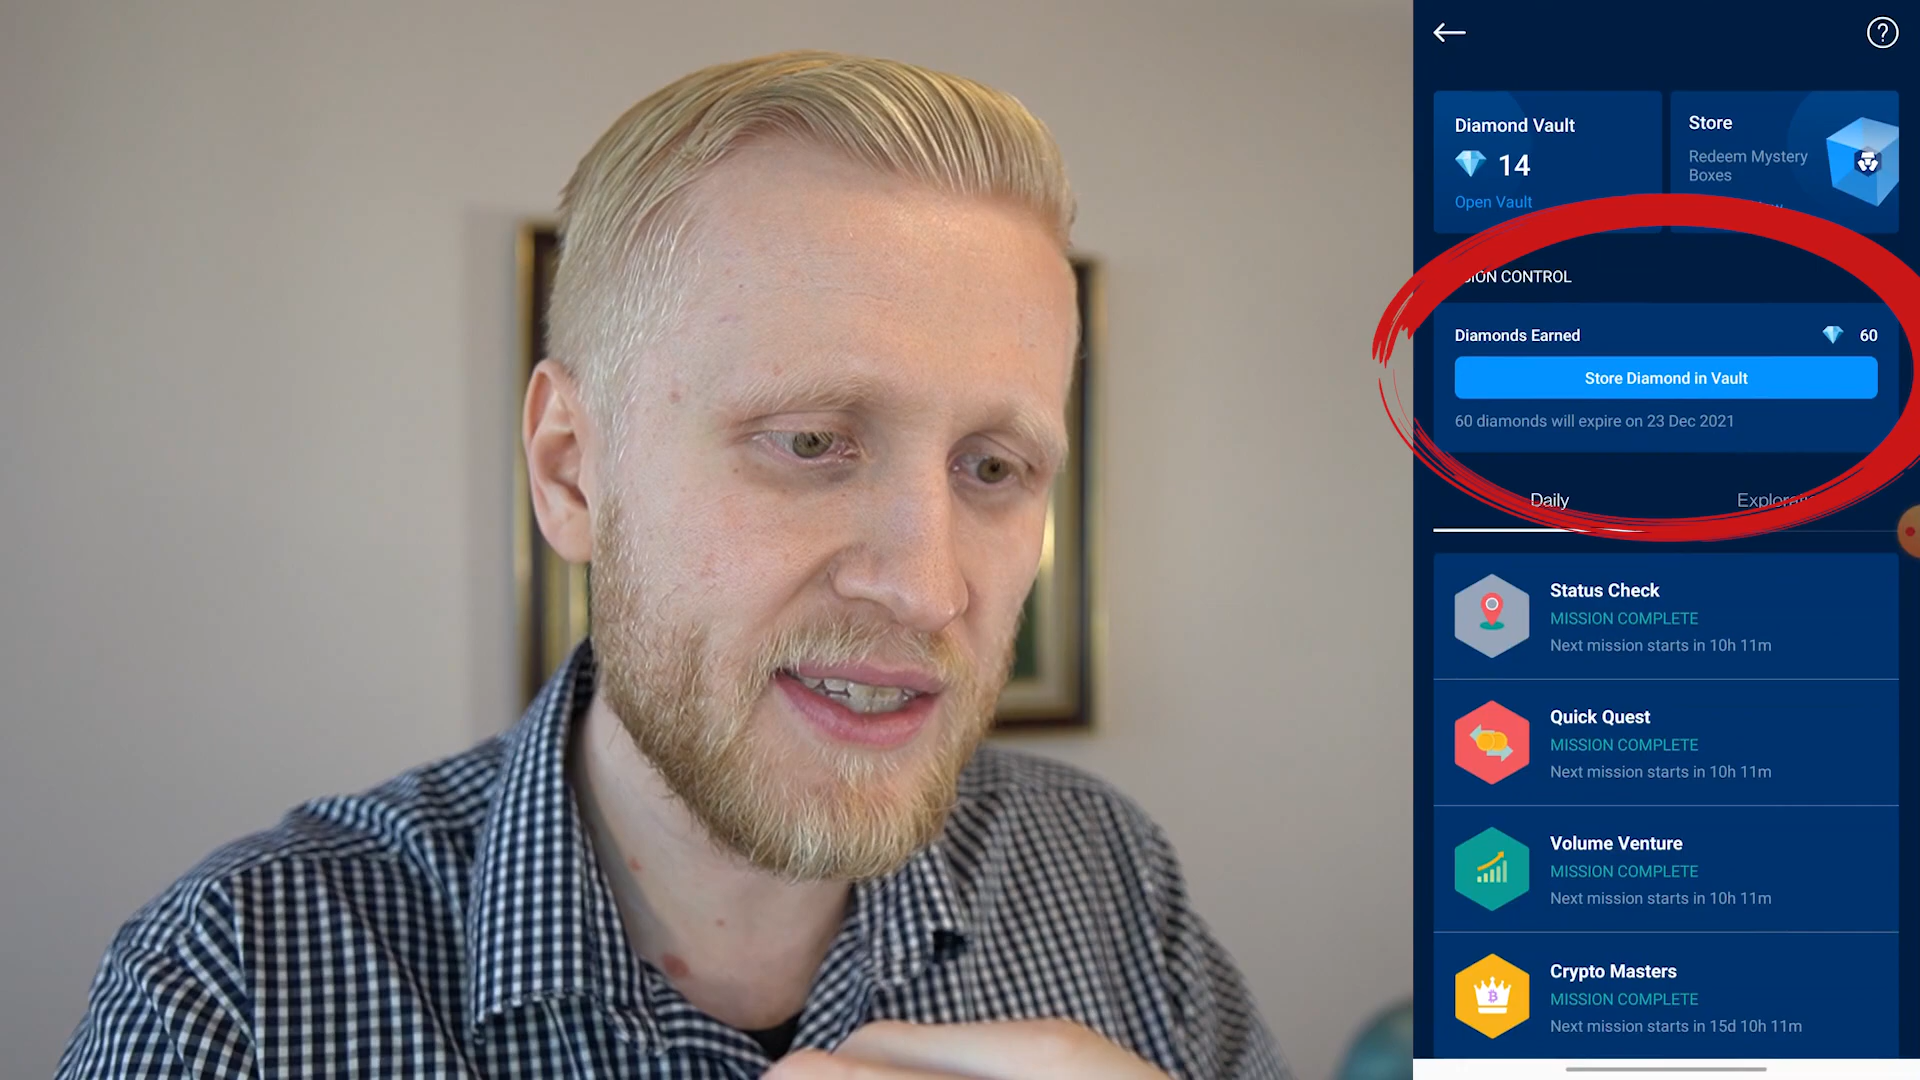 Diamond Vault
14
Open Vault
Store
Redeem Mystery
Boxes
CONTROL
Diamonds Earned
60
Store Diamond in Vault
60 diamonds will expire on 23 Dec 2021
Daily
Status Check
MISSION COMPLETE
Next mission starts in 10h 11m
Quick Quest
MISSION COMPLETE
Next mission starts in 10h 11m
Volume Venture
MISSION COMPLETE
Next mission starts in 10h 11m
Crypto Masters
MISSION COMPLETE
Next mission starts in 15d 10h 11m